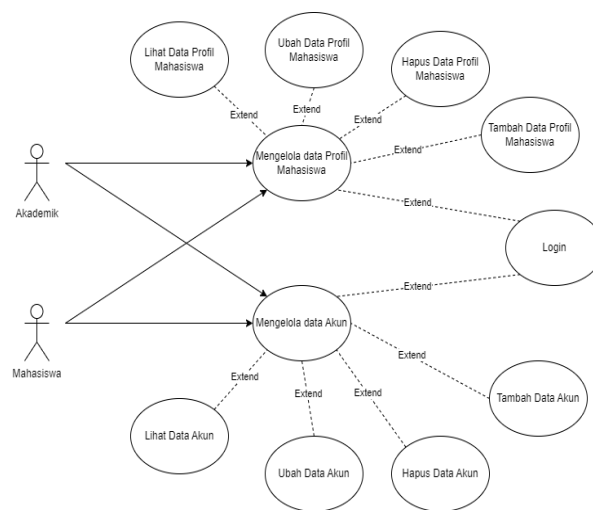 Lihat Data Profil
Mahasiswa
Ubah Data Profil
Mahasiswa
Hapus Data Profil
Mahasiswa
Tambah Data Profil
Mahasiswa
Extend
Extend
Extend
Extend
Mengelola data Profil
Mahasiswa
Akademik
Extend
Login
Extend
Mengelola data Akun
Mahasiswa
Extend
Extend
Extend
Extend
Tambah Data Akun
Lihat Data Akun
Ubah Data Akun
Hapus Data Akun